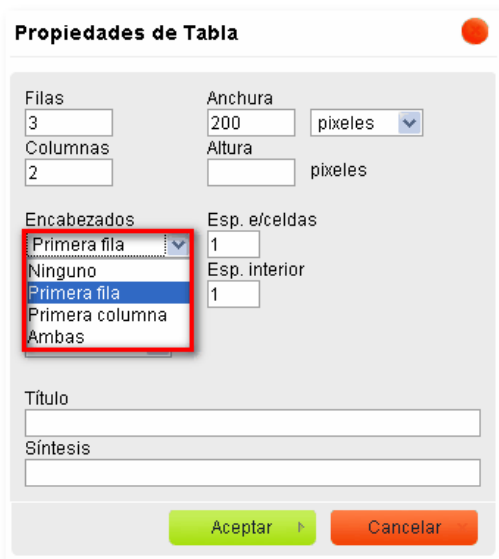 Propiedades de Tabla
Filas Anchura
3 200 pixeles
Columnas Altura
2 pixeles
Encabezados Esp. e/celdas
Primera fila 1
Ninguno Esp. interior
Primera fila 1
Primera columna
Ambas
Título
Síntesis
Aceptar Cancelar